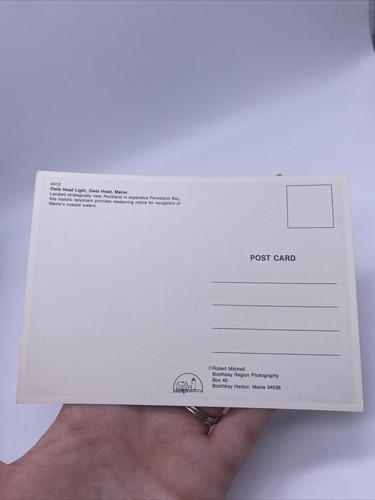 #412
Owls Head Light, Owls Head, Maine.
Located strategically near Rockland in expansive Penobscot Bay,
this historic landmark provides reassuring notice for navigators of
Maine's coastal waters.
POST CARD
©Robert Mitchell
Boothbay Region Photography
Box 40
Boothbay Harbor, Maine 04538